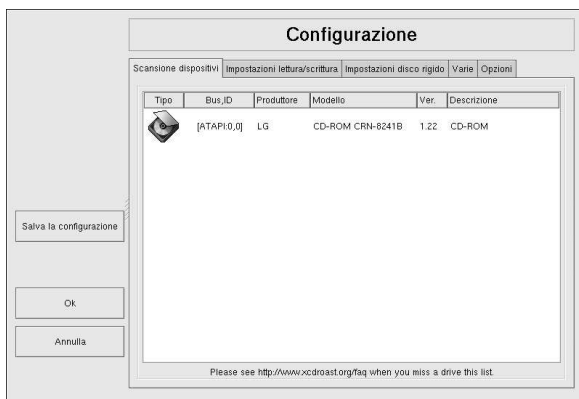 Configurazione
Scansione dispositivi Impostazioni lettura/scrittura Impostazioni disco rigido Varie Opzioni
Tipo Bus,ID Produttore Modello Ver. Descrizione
[ATAPI:0,0] LG CD-ROM CRN-8241B 1.22 CD-ROM
Salva la configurazione
Ok
Annulla
Please see http://www.xcdroast.org/faq when you miss a drive this list.